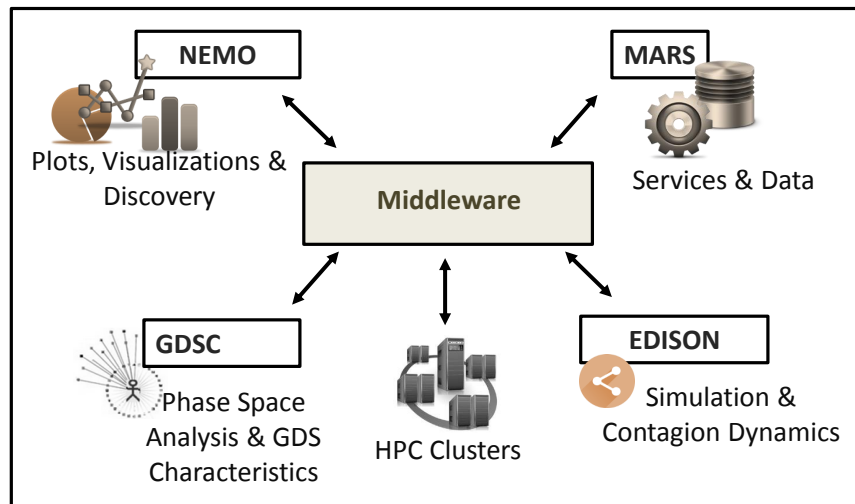 NEMO
MARS
Plots, Visualizations &
Discovery
Services & Data
Middleware
GDSC
EDISON
Phase Space
Analysis & GDS
Characteristics
HPC Clusters
Simulation &
Contagion Dynamics